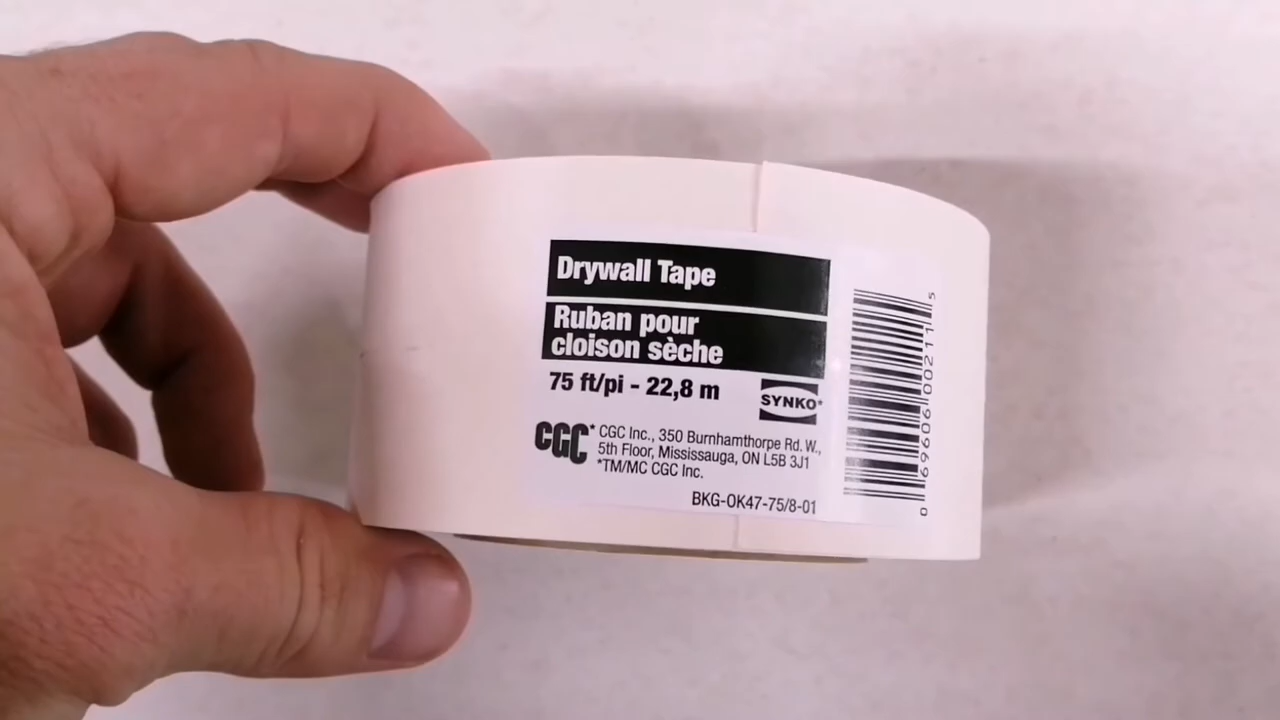 Drywall Tape
Ruban pour
cloison sèche
75 ft/pi - 22,8 m
SYNKO*
CGC* CGC Inc., 350 Burnhamthorpe Rd. W.,
5th Floor, Mississauga, ON L5B 3J1
*TM/MC CGC Inc.
BKG-OK47-75/8-01
0 69606 00211 5